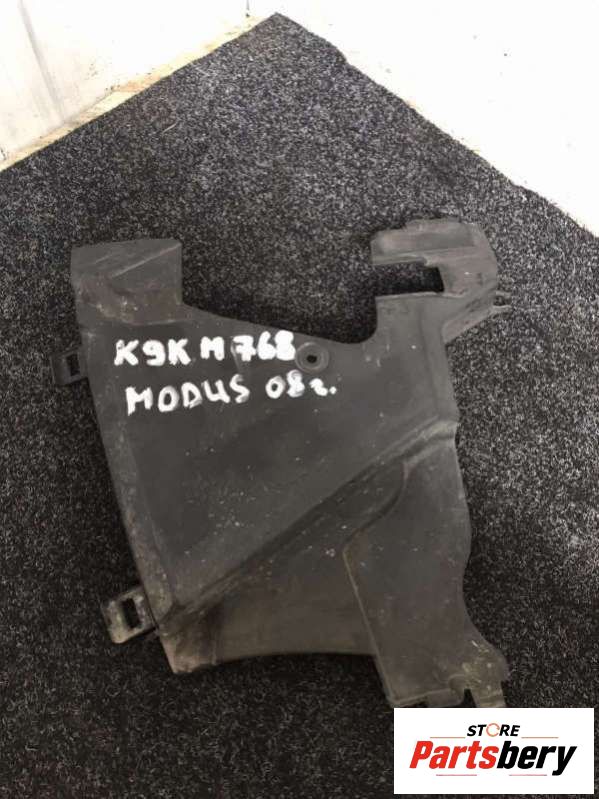 K9K M768
MODUS 08г.
STORE
Partsbery